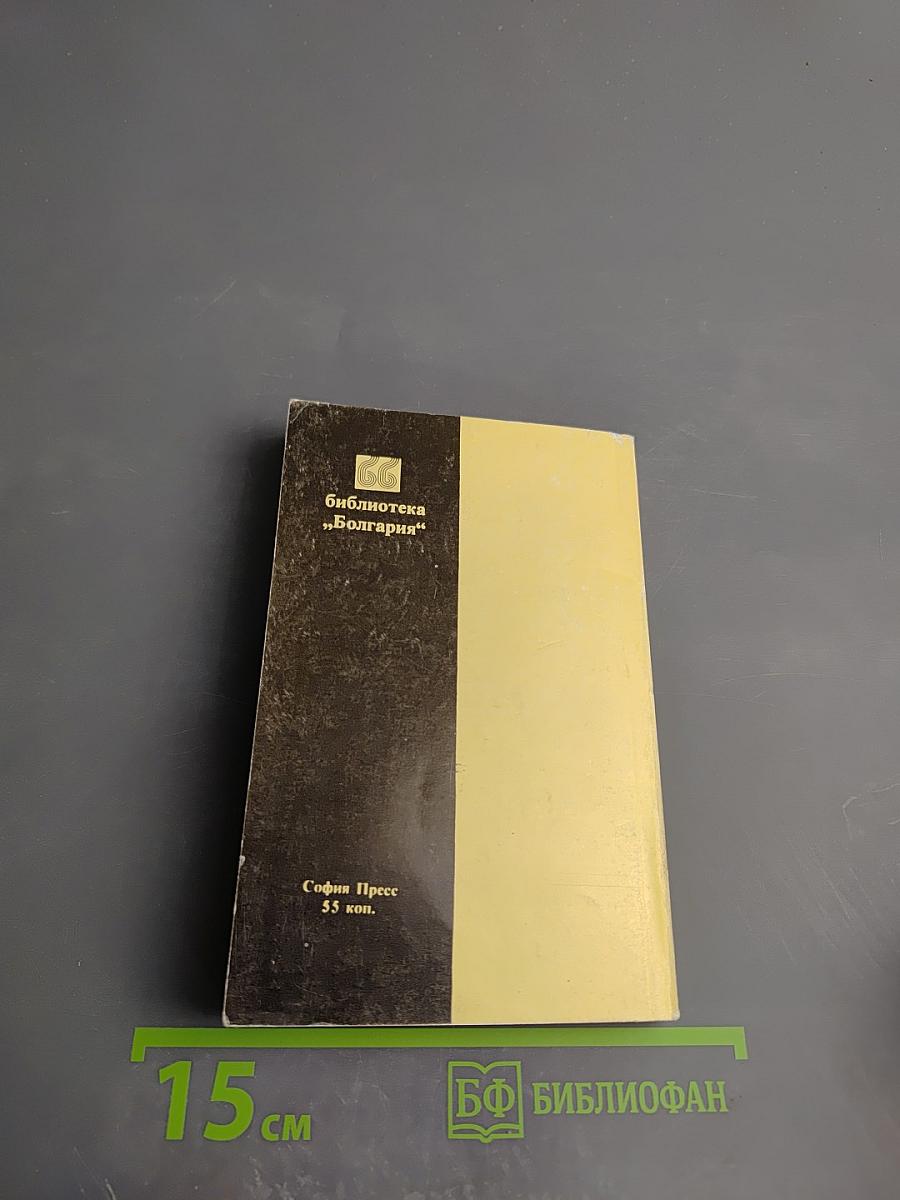 библиотека
„Болгария“
София Пресс
55 коп.
15 см
БФ БИБЛИОФАН